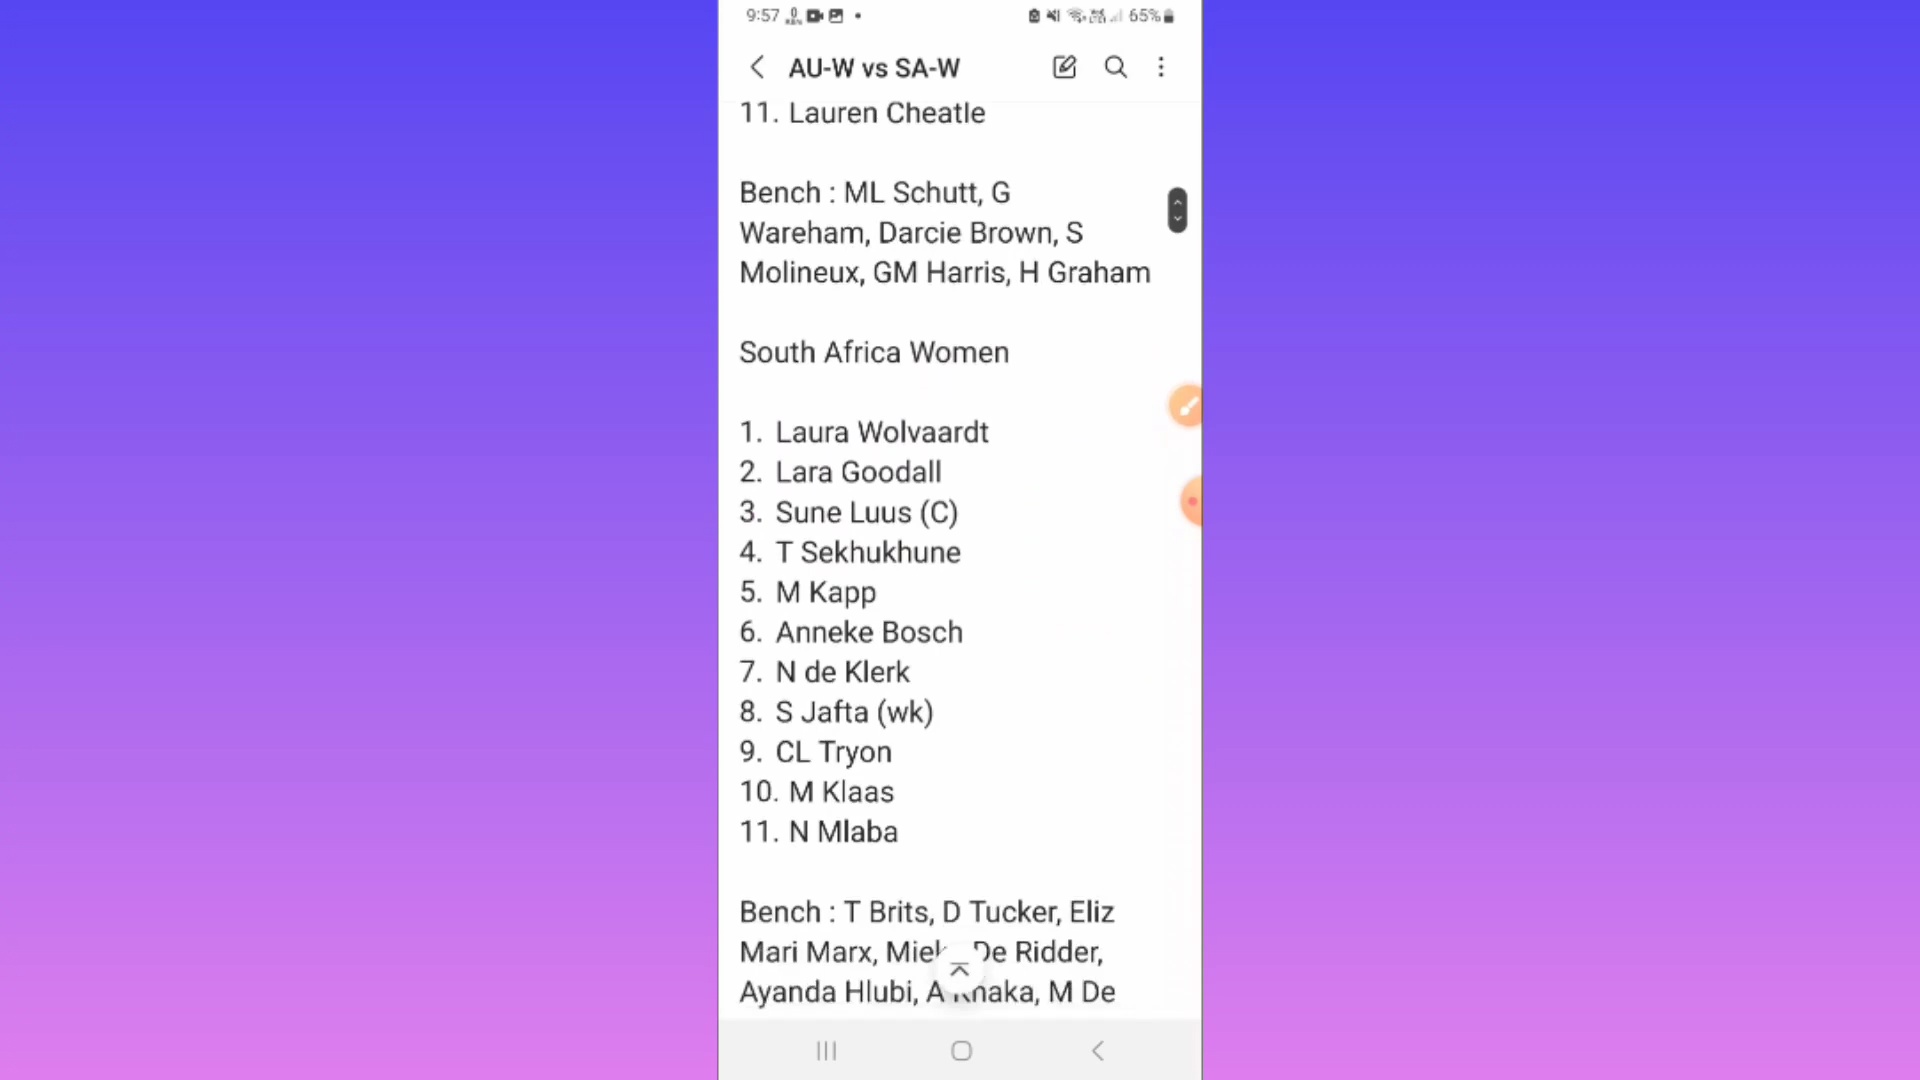 9:57
65%
AU-W vs SA-W
11. Lauren Cheatle
Bench : ML Schutt, G
Wareham, Darcie Brown, S
Molineux, GM Harris, H Graham
South Africa Women
1. Laura Wolvaardt
2. Lara Goodall
3. Sune Luus (C)
4. T Sekhukhune
5. M Kapp
6. Anneke Bosch
7. N de Klerk
8. S Jafta (wk)
9. CL Tryon
10. M Klaas
11. N Mlaba
Bench : T Brits, D Tucker, Eliz
Mari Marx, De Ridder,
Ayanda Hlubi, A M De